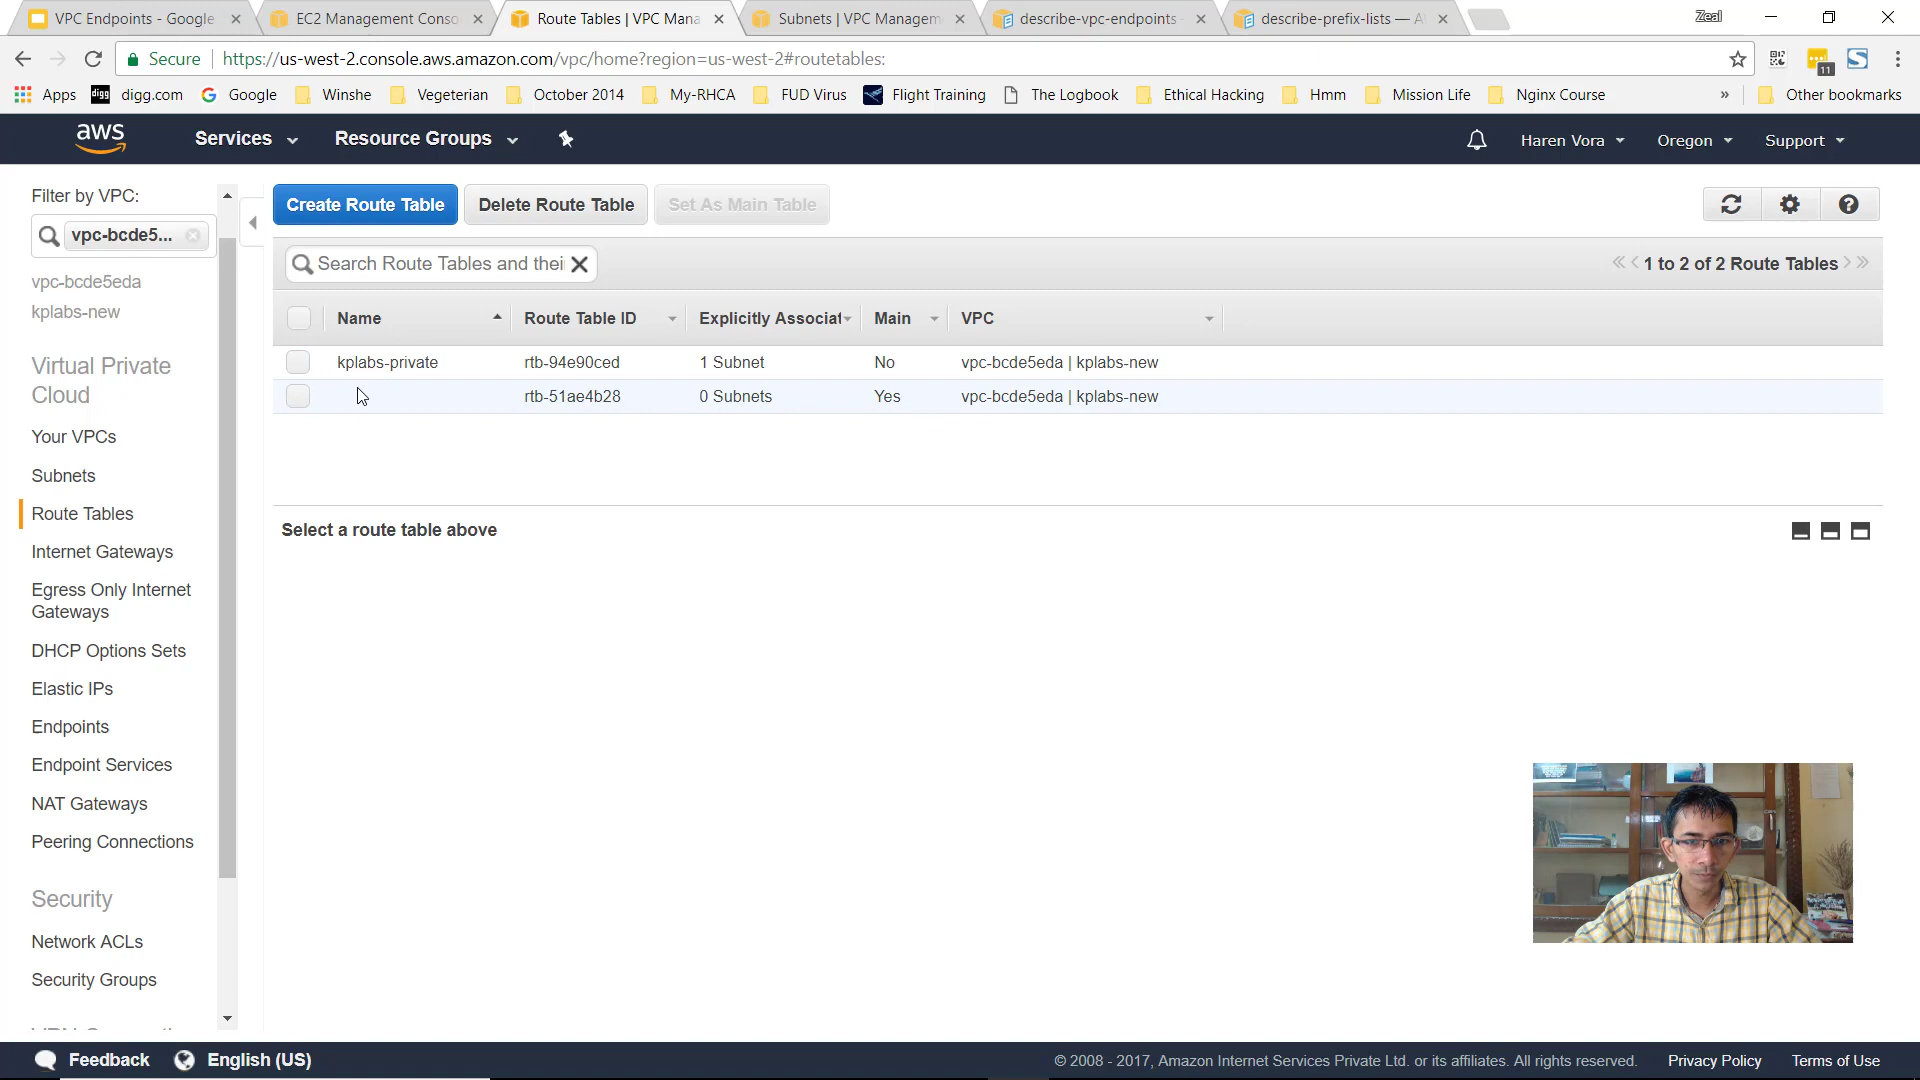 VPC Endpoints - Google
EC2 Management Conso
Route Tables | VPC Mana
Subnets | VPC Managem
describe-vpc-endpoints -
describe-prefix-lists — A
Zeal
Secure https://us-west-2.console.aws.amazon.com/vpc/home?region=us-west-2#routetables:
11
Apps digg digg.com Google Winshe Vegeterian October 2014 My-RHCA FUD Virus Flight Training The Logbook Ethical Hacking Hmm Mission Life Nginx Course » Other bookmarks
aws Services Resource Groups Haren Vora Oregon Support
Filter by VPC:
vpc-bcde5...
vpc-bcde5eda
kplabs-new
Virtual Private
Cloud
Your VPCs
Subnets
Route Tables
Internet Gateways
Egress Only Internet
Gateways
DHCP Options Sets
Elastic IPs
Endpoints
Endpoint Services
NAT Gateways
Peering Connections
Security
Network ACLs
Security Groups
Create Route Table Delete Route Table Set As Main Table
Search Route Tables and thei
1 to 2 of 2 Route Tables
Name Route Table ID Explicitly Associat Main VPC
kplabs-private rtb-94e90ced 1 Subnet No vpc-bcde5eda | kplabs-new
rtb-51ae4b28 0 Subnets Yes vpc-bcde5eda | kplabs-new
Select a route table above
Feedback English (US) © 2008 - 2017, Amazon Internet Services Private Ltd. or its affiliates. All rights reserved. Privacy Policy Terms of Use